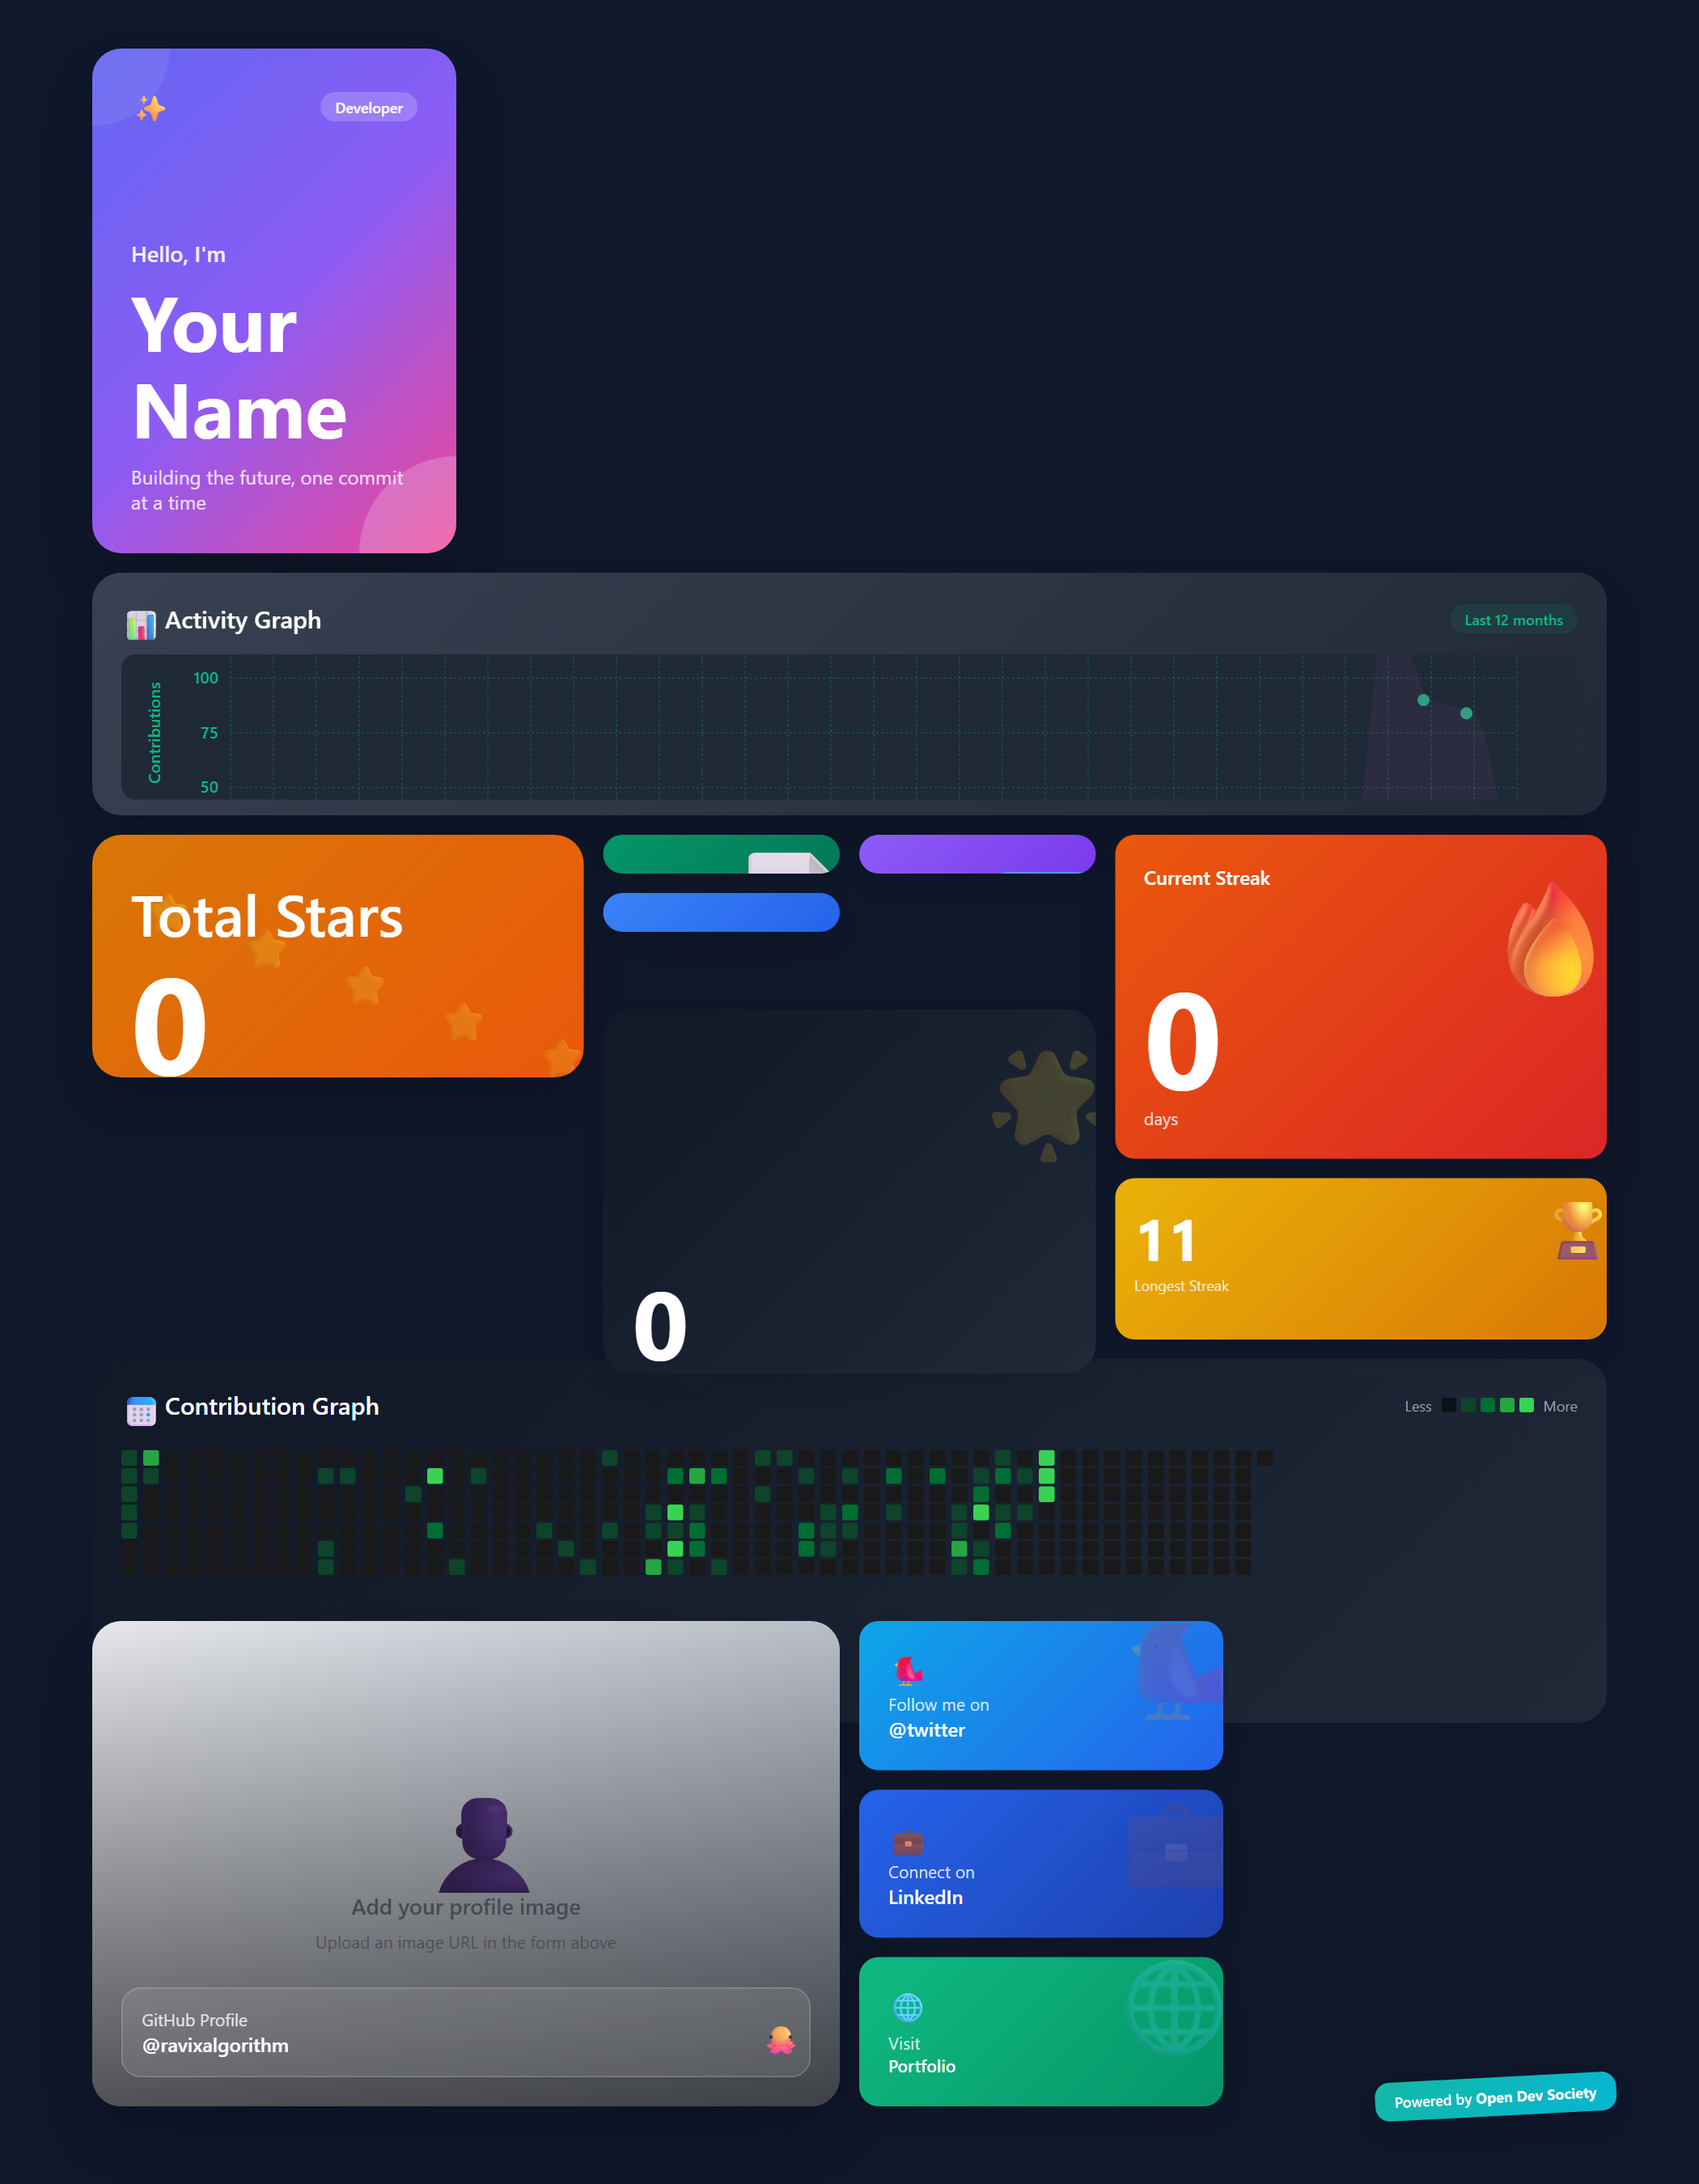 Developer
Hello, I'm
Your
Name
Building the future, one commit
at a time
Activity Graph
Last 12 months
Contributions
100
75
50
Total Stars
0
Current Streak
0
days
0
11
Longest Streak
Contribution Graph
Less
More
Add your profile image
Upload an image URL in the form above
GitHub Profile
@ravixalgorithm
Follow me on
@twitter
Connect on
LinkedIn
Visit
Portfolio
Powered by Open Dev Society